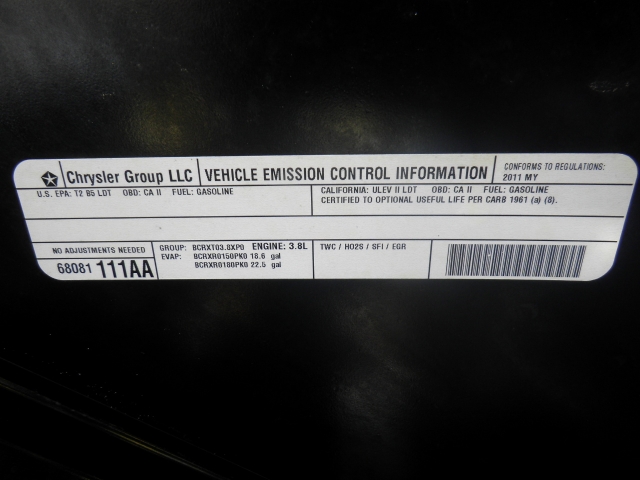 Chrysler Group LLC
VEHICLE EMISSION CONTROL INFORMATION
CONFORMS TO REGULATIONS:
2011 MY
U.S. EPA: T2 B5 LDT OBD: CA II FUEL: GASOLINE
CALIFORNIA: ULEV II LDT OBD: CA II FUEL: GASOLINE
CERTIFIED TO OPTIONAL USEFUL LIFE PER CARB 1961 (a) (8).
NO ADJUSTMENTS NEEDED
68081 111AA
GROUP: BCRXT03.8XP0 ENGINE: 3.8L
EVAP: BCRXR0150PK0 18.6 gal
BCRXR0180PK0 22.5 gal
TWC / HO2S / SFI / EGR